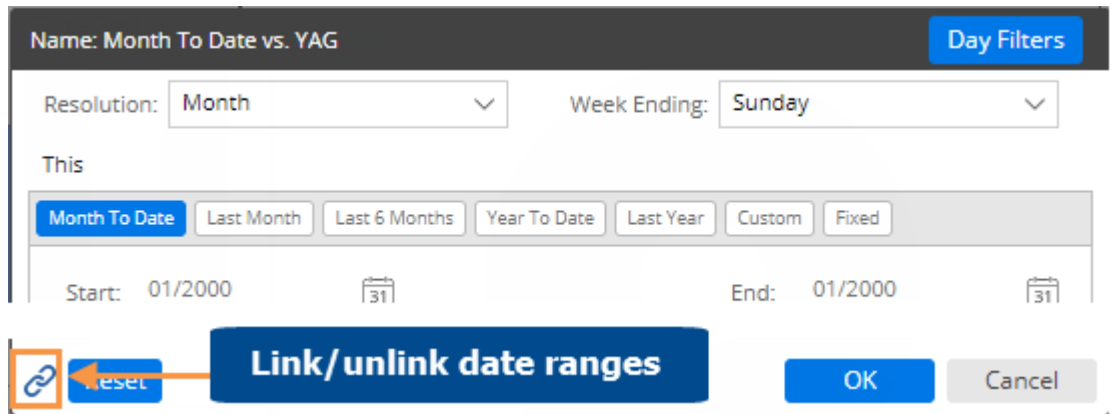 Name: Month To Date vs. YAG Day Filters
Resolution: Month Week Ending: Sunday
This
Month To Date Last Month Last 6 Months Year To Date Last Year Custom Fixed
Start: 01/2000 31 End: 01/2000 31
Link/unlink date ranges
Reset OK Cancel